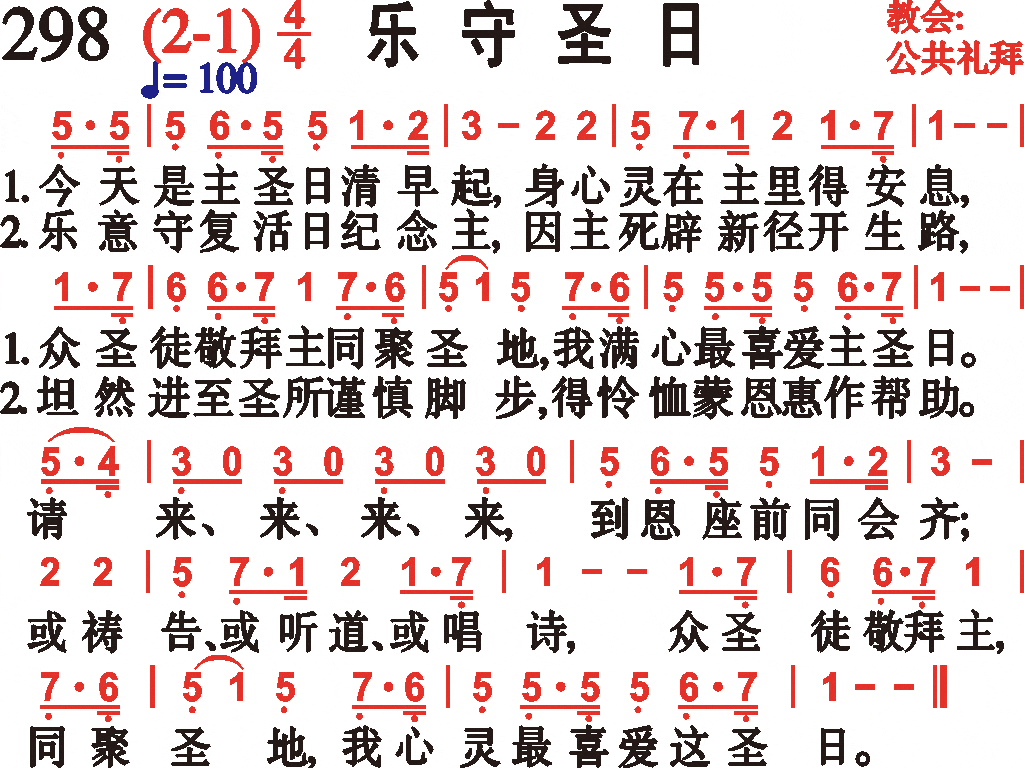 298 (2-1) 4/4 乐守圣日 教会:
♩= 100 公共礼拜
5·5|5 6·5 5 1·2|3 - 2 2|5 7·1 2 1·7|1 - -|
1. 今天是主圣日清早起, 身心灵在主里得安息,
2. 乐意守复活日纪念主, 因主死辟新径开生路,
1·7|6 6·7 1 7·6|5 1 5 7·6|5 5·5 5 6·7|1 - -|
1. 众圣徒敬拜主同聚圣地,我满心最喜爱主圣日。
2. 坦然进至圣所谨慎脚步,得怜恤蒙恩惠作帮助。
5·4|3 0 3 0 3 0 3 0|5 6·5 5 1·2|3 -|
请来、来、来、来, 到恩座前同会齐;
2 2|5 7·1 2 1·7|1 - - 1·7|6 6·7 1|
或祷告、或听道、或唱诗, 众圣徒敬拜主,
7·6|5 1 5 7·6|5 5·5 5 6·7|1 - -||
同聚圣地, 我心灵最喜爱这圣日。